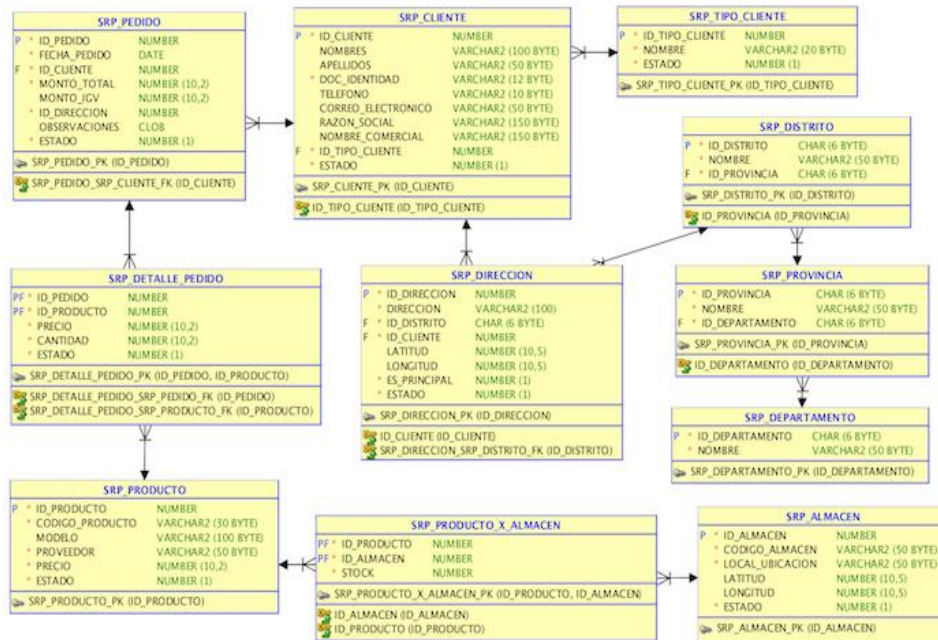 SRP_PEDIDO
P * ID_PEDIDO NUMBER
* FECHA_PEDIDO DATE
F * ID_CLIENTE NUMBER
* MONTO_TOTAL NUMBER (10,2)
MONTO_IGV NUMBER (10,2)
* ID_DIRECCION NUMBER
OBSERVACIONES CLOB
* ESTADO NUMBER (1)
SRP_PEDIDO_PK (ID_PEDIDO)
SRP_PEDIDO_SRP_CLIENTE_FK (ID_CLIENTE)
SRP_CLIENTE
P * ID_CLIENTE NUMBER
NOMBRES VARCHAR2 (100 BYTE)
APELLIDOS VARCHAR2 (50 BYTE)
* DOC_IDENTIDAD VARCHAR2 (12 BYTE)
TELEFONO VARCHAR2 (10 BYTE)
CORREO_ELECTRONICO VARCHAR2 (50 BYTE)
RAZON_SOCIAL VARCHAR2 (150 BYTE)
NOMBRE_COMERCIAL VARCHAR2 (150 BYTE)
F * ID_TIPO_CLIENTE NUMBER
* ESTADO NUMBER (1)
SRP_CLIENTE_PK (ID_CLIENTE)
ID_TIPO_CLIENTE (ID_TIPO_CLIENTE)
SRP_TIPO_CLIENTE
P * ID_TIPO_CLIENTE NUMBER
* NOMBRE VARCHAR2 (20 BYTE)
* ESTADO NUMBER (1)
SRP_TIPO_CLIENTE_PK (ID_TIPO_CLIENTE)
SRP_DISTRITO
P * ID_DISTRITO CHAR (6 BYTE)
* NOMBRE VARCHAR2 (50 BYTE)
F * ID_PROVINCIA CHAR (6 BYTE)
SRP_DISTRITO_PK (ID_DISTRITO)
ID_PROVINCIA (ID_PROVINCIA)
SRP_DETALLE_PEDIDO
PF * ID_PEDIDO NUMBER
PF * ID_PRODUCTO NUMBER
* PRECIO NUMBER (10,2)
* CANTIDAD NUMBER (10,2)
* ESTADO NUMBER (1)
SRP_DETALLE_PEDIDO_PK (ID_PEDIDO, ID_PRODUCTO)
SRP_DETALLE_PEDIDO_SRP_PEDIDO_FK (ID_PEDIDO)
SRP_DETALLE_PEDIDO_SRP_PRODUCTO_FK (ID_PRODUCTO)
SRP_DIRECCION
P * ID_DIRECCION NUMBER
* DIRECCION VARCHAR2 (100)
F * ID_DISTRITO CHAR (6 BYTE)
F * ID_CLIENTE NUMBER
LATITUD NUMBER (10,5)
LONGITUD NUMBER (10,5)
* ES_PRINCIPAL NUMBER (1)
* ESTADO NUMBER (1)
SRP_DIRECCION_PK (ID_DIRECCION)
ID_CLIENTE (ID_CLIENTE)
SRP_DIRECCION_SRP_DISTRITO_FK (ID_DISTRITO)
SRP_PROVINCIA
P * ID_PROVINCIA CHAR (6 BYTE)
* NOMBRE VARCHAR2 (50 BYTE)
F * ID_DEPARTAMENTO CHAR (6 BYTE)
SRP_PROVINCIA_PK (ID_PROVINCIA)
ID_DEPARTAMENTO (ID_DEPARTAMENTO)
SRP_DEPARTAMENTO
P * ID_DEPARTAMENTO CHAR (6 BYTE)
* NOMBRE VARCHAR2 (50 BYTE)
SRP_DEPARTAMENTO_PK (ID_DEPARTAMENTO)
SRP_PRODUCTO
P * ID_PRODUCTO NUMBER
* CODIGO_PRODUCTO VARCHAR2 (30 BYTE)
MODELO VARCHAR2 (100 BYTE)
* PROVEEDOR VARCHAR2 (50 BYTE)
* PRECIO NUMBER (10,2)
* ESTADO NUMBER (1)
SRP_PRODUCTO_PK (ID_PRODUCTO)
SRP_PRODUCTO_X_ALMACEN
PF * ID_PRODUCTO NUMBER
PF * ID_ALMACEN NUMBER
* STOCK NUMBER
SRP_PRODUCTO_X_ALMACEN_PK (ID_PRODUCTO, ID_ALMACEN)
ID_ALMACEN (ID_ALMACEN)
ID_PRODUCTO (ID_PRODUCTO)
SRP_ALMACEN
P * ID_ALMACEN NUMBER
* CODIGO_ALMACEN VARCHAR2 (50 BYTE)
* LOCAL_UBICACION VARCHAR2 (50 BYTE)
LATITUD NUMBER (10,5)
LONGITUD NUMBER (10,5)
* ESTADO NUMBER (1)
SRP_ALMACEN_PK (ID_ALMACEN)